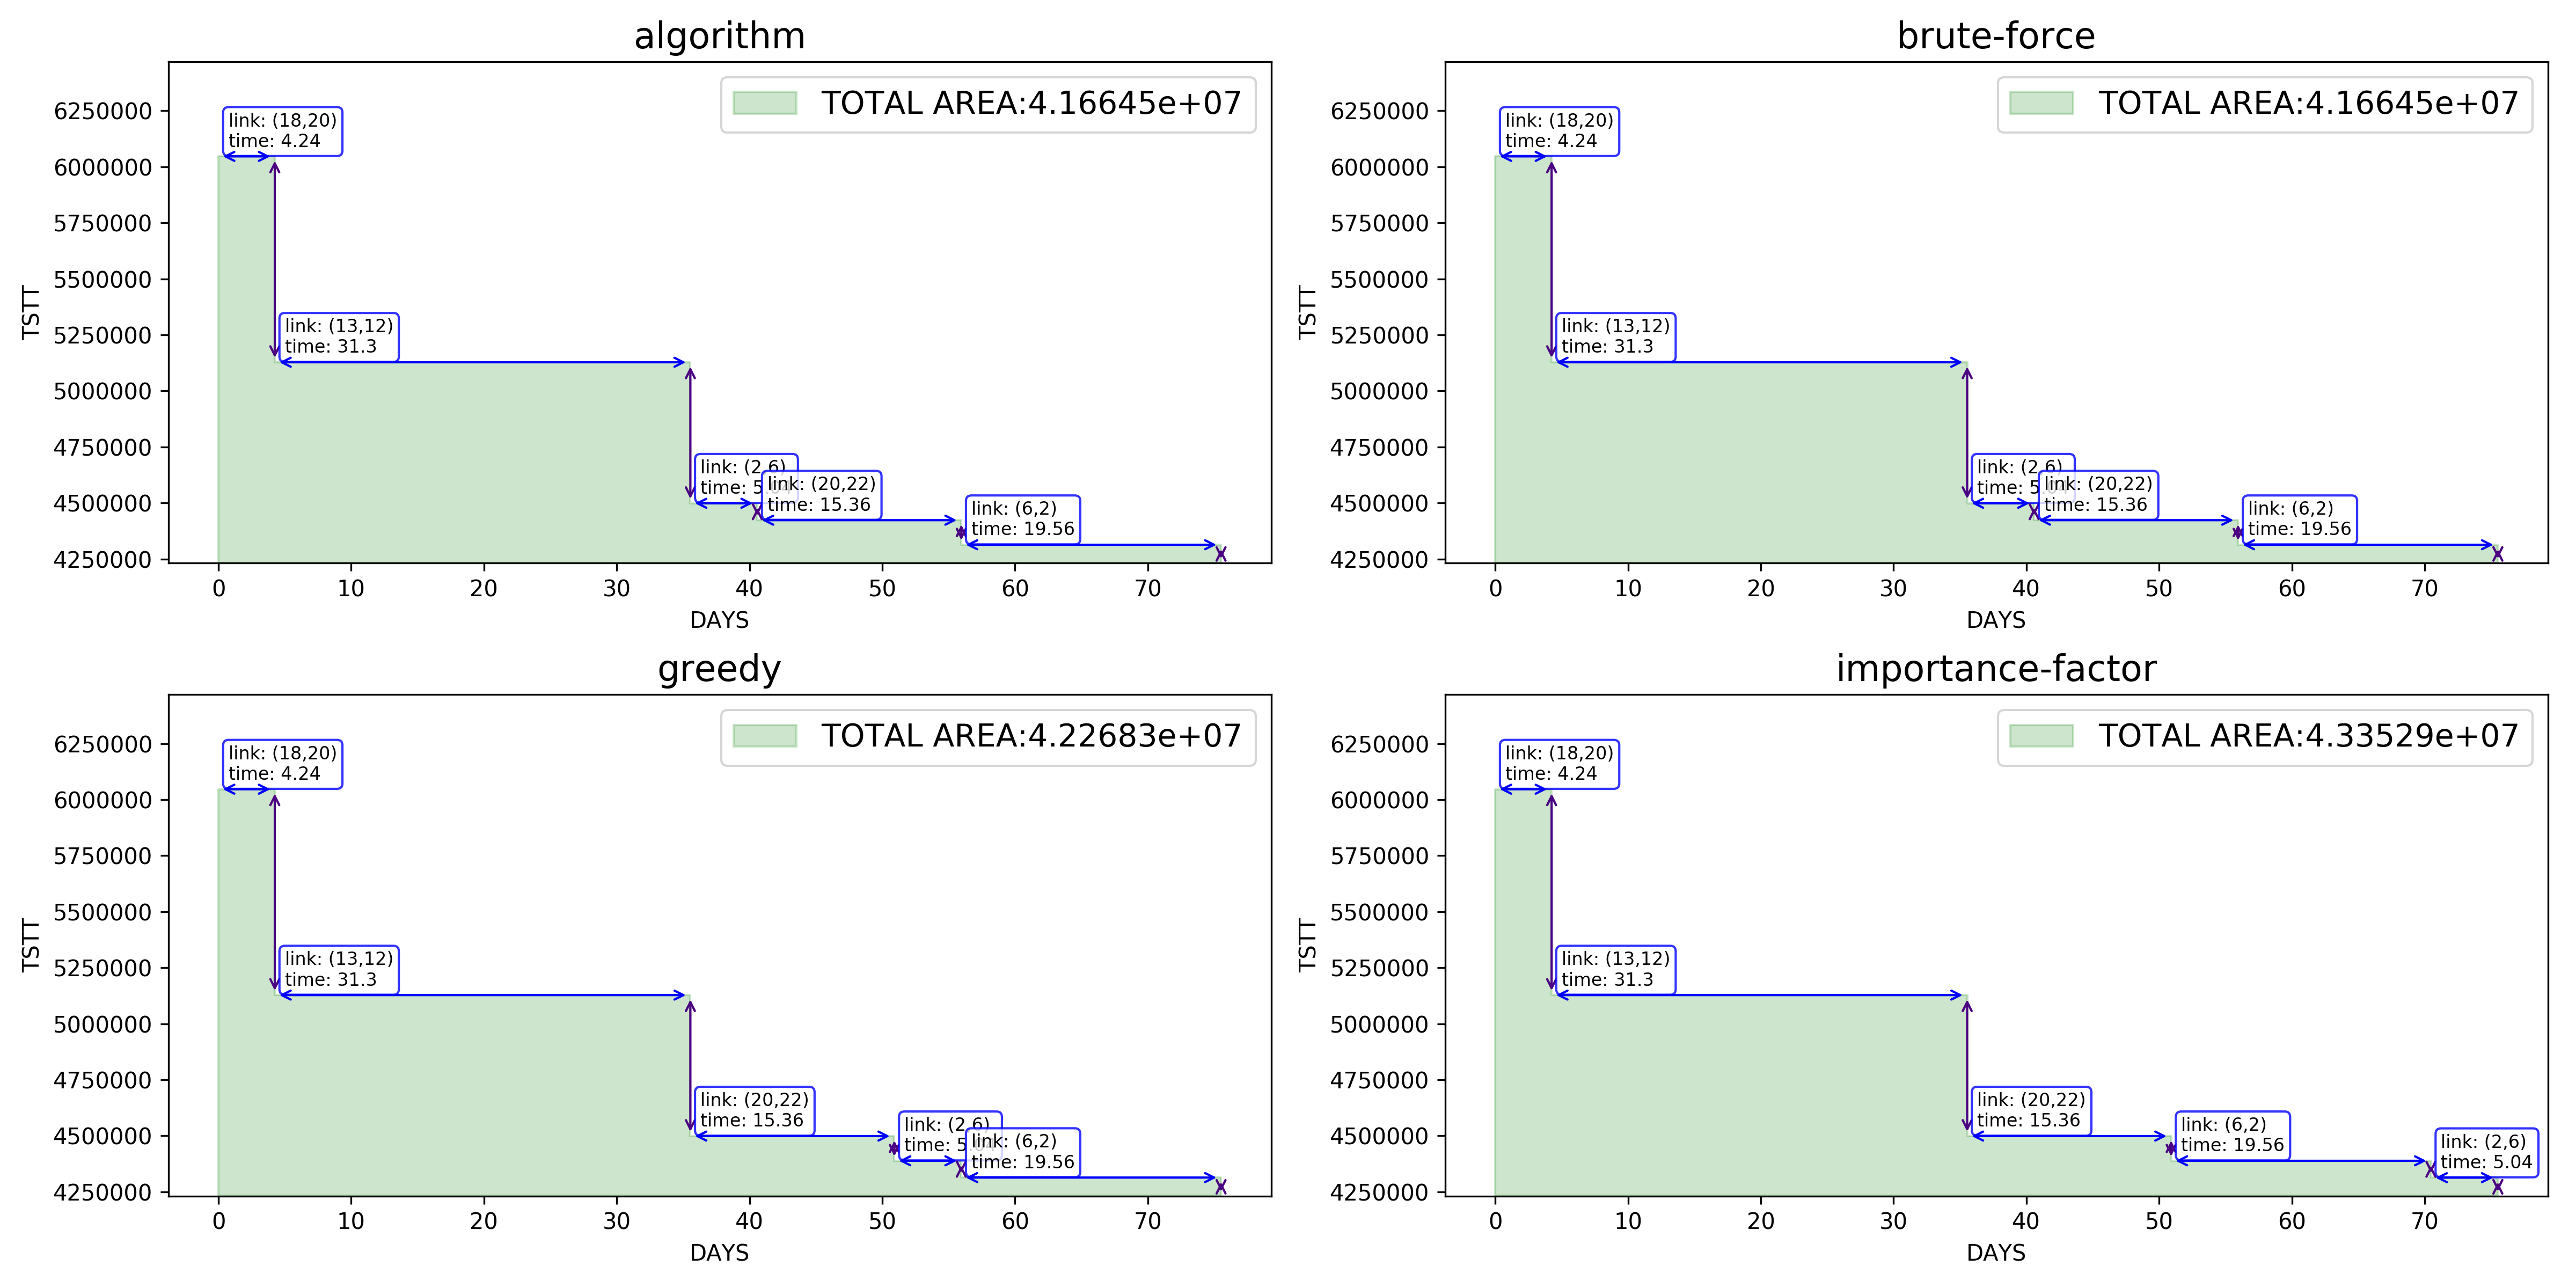 algorithm
TOTAL AREA:4.16645e+07
TSTT
6250000
6000000
5750000
5500000
5250000
5000000
4750000
4500000
4250000
link: (18,20)
time: 4.24
link: (13,12)
time: 31.3
link: (2,6)
time: 5
link: (20,22)
time: 15.36
link: (6,2)
time: 19.56
0 10 20 30 40 50 60 70
DAYS
brute-force
TOTAL AREA:4.16645e+07
TSTT
6250000
6000000
5750000
5500000
5250000
5000000
4750000
4500000
4250000
link: (18,20)
time: 4.24
link: (13,12)
time: 31.3
link: (2,6)
time: 5
link: (20,22)
time: 15.36
link: (6,2)
time: 19.56
0 10 20 30 40 50 60 70
DAYS
greedy
TOTAL AREA:4.22683e+07
TSTT
6250000
6000000
5750000
5500000
5250000
5000000
4750000
4500000
4250000
link: (18,20)
time: 4.24
link: (13,12)
time: 31.3
link: (20,22)
time: 15.36
link: (2,6)
time: 5
link: (6,2)
time: 19.56
0 10 20 30 40 50 60 70
DAYS
importance-factor
TOTAL AREA:4.33529e+07
TSTT
6250000
6000000
5750000
5500000
5250000
5000000
4750000
4500000
4250000
link: (18,20)
time: 4.24
link: (13,12)
time: 31.3
link: (20,22)
time: 15.36
link: (6,2)
time: 19.56
link: (2,6)
time: 5.04
0 10 20 30 40 50 60 70
DAYS